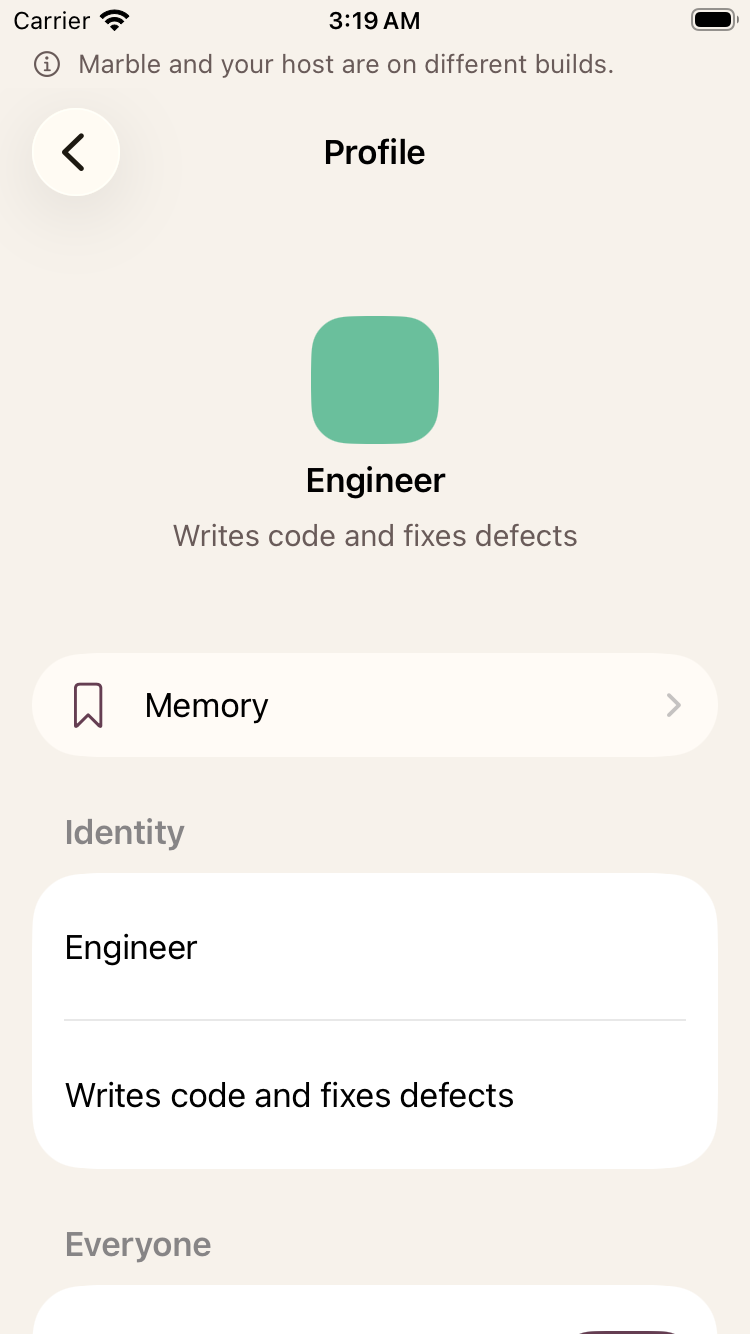 Carrier 3:19 AM
Marble and your host are on different builds.
Profile
Engineer
Writes code and fixes defects
Memory
Identity
Engineer
Writes code and fixes defects
Everyone